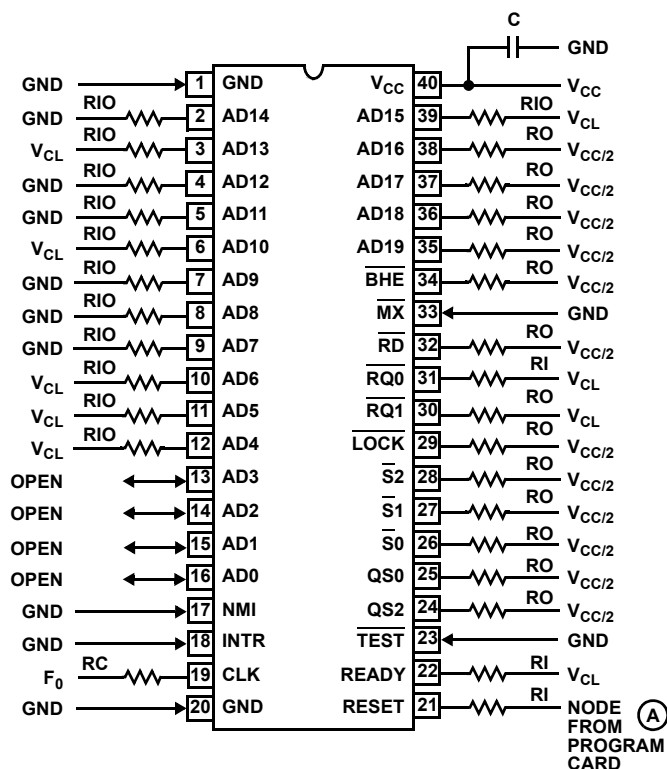 C
GND
GND 1 GND VCC 40 VCC
GND RIO 2 AD14 AD15 39 RIO VCL
VCL RIO 3 AD13 AD16 38 RO VCC/2
GND RIO 4 AD12 AD17 37 RO VCC/2
GND RIO 5 AD11 AD18 36 RO VCC/2
VCL RIO 6 AD10 AD19 35 RO VCC/2
GND RIO 7 AD9 BHE 34 RO VCC/2
GND RIO 8 AD8 MX 33 GND
GND RIO 9 AD7 RD 32 RO VCC/2
VCL RIO 10 AD6 RQ0 31 RI VCL
VCL RIO 11 AD5 RQ1 30 RO VCL
VCL RIO 12 AD4 LOCK 29 RO VCC/2
OPEN 13 AD3 S2 28 RO VCC/2
OPEN 14 AD2 S1 27 RO VCC/2
OPEN 15 AD1 S0 26 RO VCC/2
OPEN 16 AD0 QS0 25 RO VCC/2
GND 17 NMI QS2 24 RO VCC/2
GND 18 INTR TEST 23 GND
F0 RC 19 CLK READY 22 RI VCL
GND 20 GND RESET 21 RI NODE A
FROM
PROGRAM
CARD